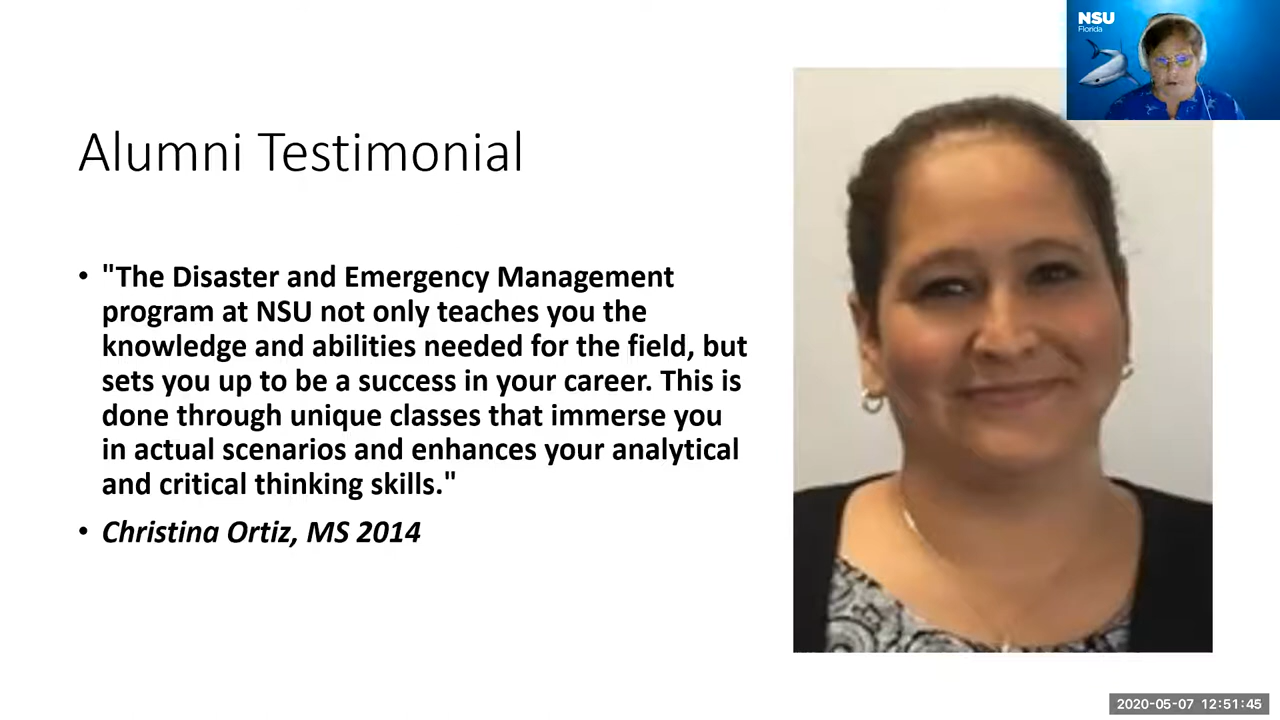 NSU
Florida
Alumni Testimonial
• "The Disaster and Emergency Management
program at NSU not only teaches you the
knowledge and abilities needed for the field, but
sets you up to be a success in your career. This is
done through unique classes that immerse you
in actual scenarios and enhances your analytical
and critical thinking skills."
• Christina Ortiz, MS 2014
2020-05-07 12:51:45